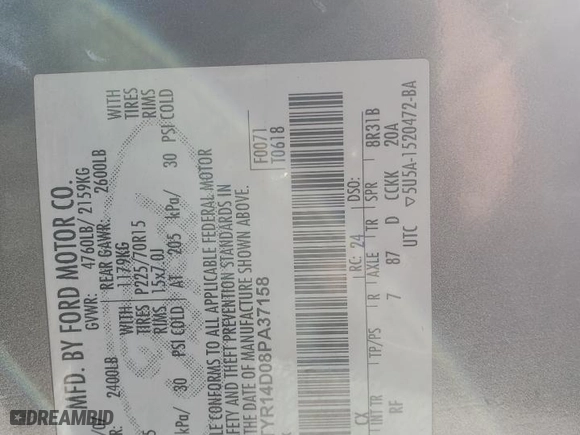 MFD. BY FORD MOTOR CO.
GVWR: 4760LB/ 2159KG
2400LB REAR GAWR: 2600LB
WITH 1179KG WITH
TIRES P225/70R15 TIRES
RIMS 15x7.0J RIMS
kPa/ 30 PSI COLD AT 205 kPa/ 30 PSI COLD
CONFORMS TO ALL APPLICABLE FEDERAL MOTOR
AND THEFT PREVENTION STANDARDS IN
DATE OF MANUFACTURE SHOWN ABOVE.
F0071
T0618
TYR14D08PA37158
CX RC: 24 DSO:
INT TR TP/PS R AXLE TR SPR 8R31B
RF 7 87 D CCKK 20A
UTC ▽5U5A-1520472-BA
DREAMBID